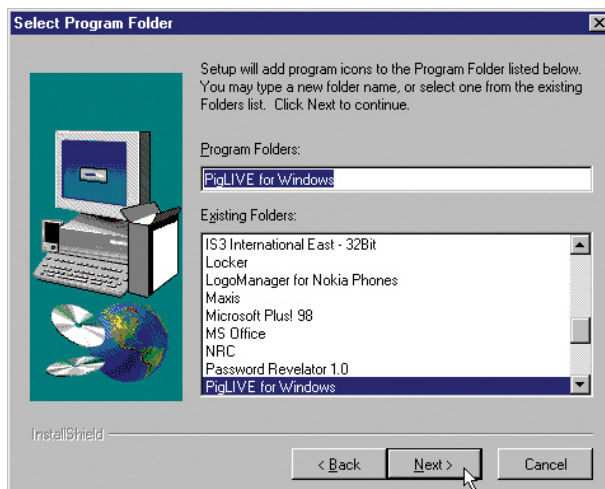 Select Program Folder
Setup will add program icons to the Program Folder listed below.
You may type a new folder name, or select one from the existing
Folders list. Click Next to continue.
Program Folders:
PigLIVE for Windows
Existing Folders:
IS3 International East - 32Bit
Locker
LogoManager for Nokia Phones
Maxis
Microsoft Plus! 98
MS Office
NRC
Password Revelator 1.0
PigLIVE for Windows
InstallShield
< Back
Next >
Cancel